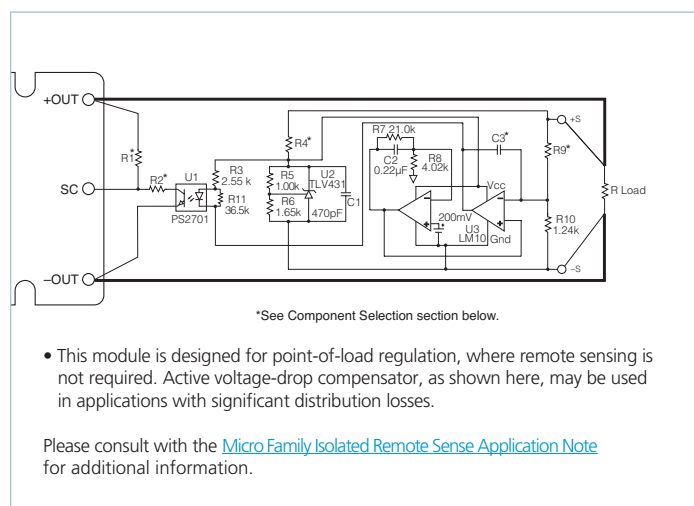 +OUT
SC
–OUT
R1*
R2*
U1
PS2701
R3
2.55 k
R11
36.5k
R4*
R5
1.00k
R6
1.65k
U2
TLV431
C1
470pF
R7 21.0k
C2
0.22µF
R8
4.02k
C3*
Vcc
200mV
U3
LM10
Gnd
R9*
R10
1.24k
+S
–S
R Load
*See Component Selection section below.
• This module is designed for point-of-load regulation, where remote sensing is
not required. Active voltage-drop compensator, as shown here, may be used
in applications with significant distribution losses.
Please consult with the Micro Family Isolated Remote Sense Application Note
for additional information.